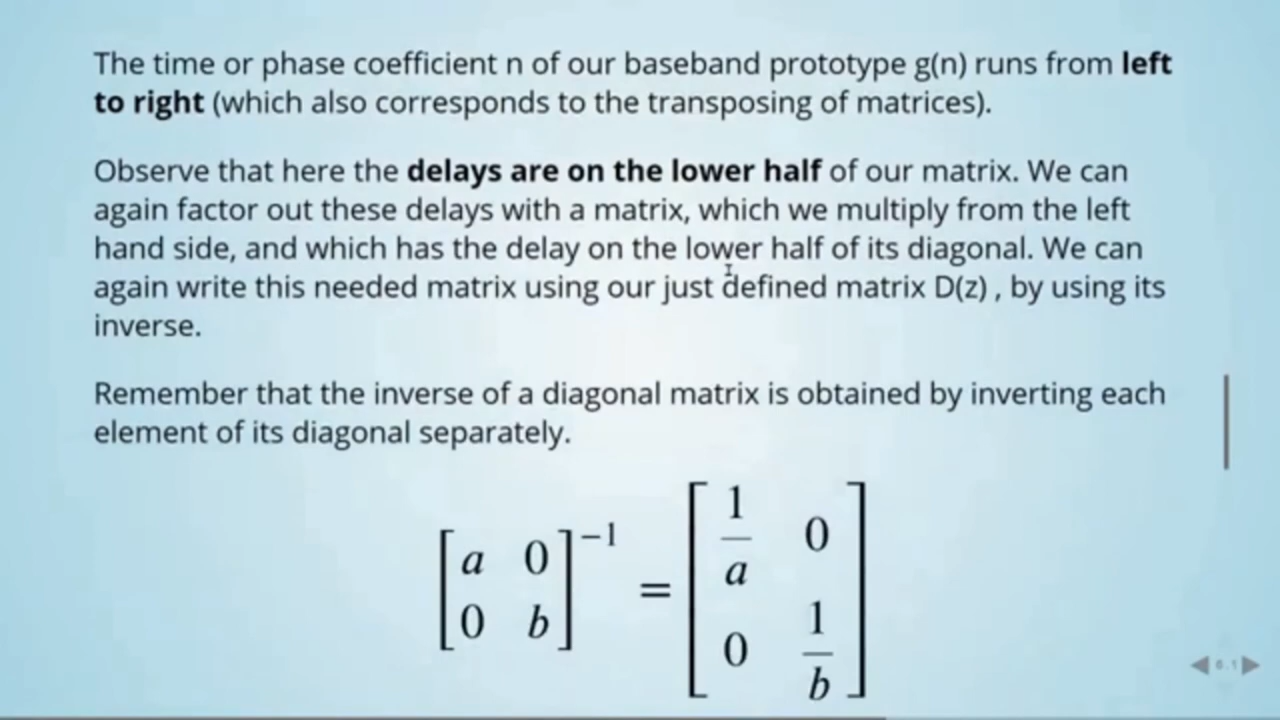 The time or phase coefficient n of our baseband prototype g(n) runs from left
to right (which also corresponds to the transposing of matrices).
Observe that here the delays are on the lower half of our matrix. We can
again factor out these delays with a matrix, which we multiply from the left
hand side, and which has the delay on the lower half of its diagonal. We can
again write this needed matrix using our just defined matrix D(z) , by using its
inverse.
Remember that the inverse of a diagonal matrix is obtained by inverting each
element of its diagonal separately.
[a 0; 0 b]^{-1} = [1/a 0; 0 1/b]
6.1